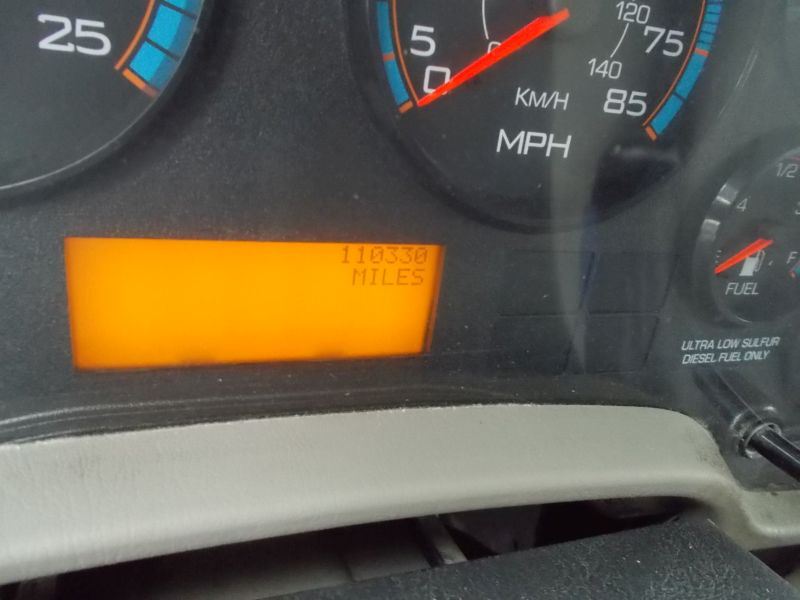 25
5
0
120
75
140
85
KM/H
MPH
110330
MILES
1/2
4
F
FUEL
ULTRA LOW SULFUR
DIESEL FUEL ONLY